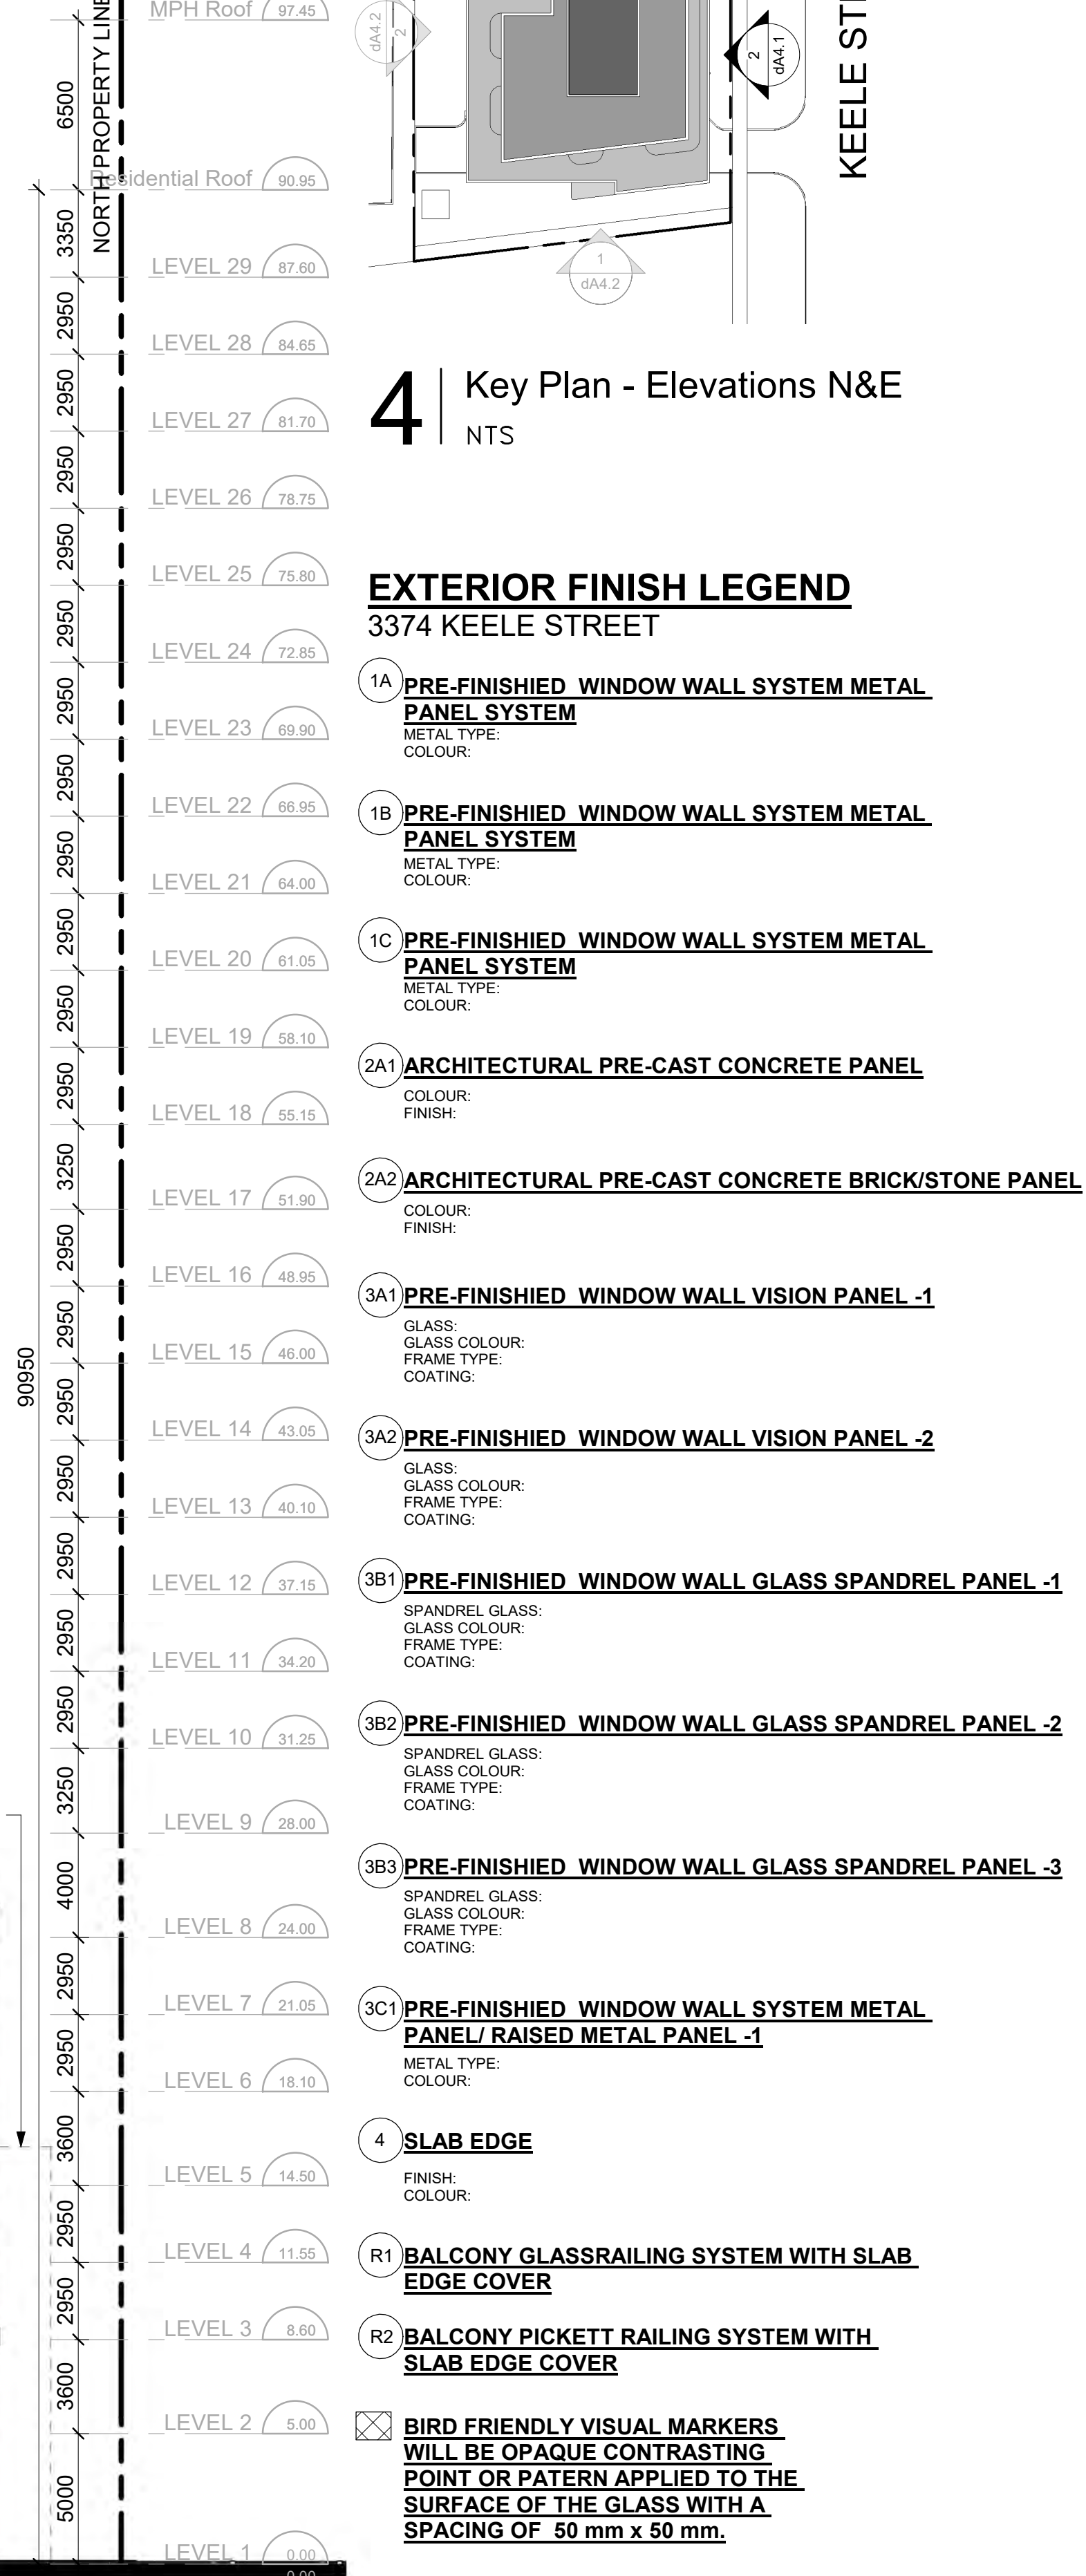 MPH Roof 97.45
6500
NORTH PROPERTY LINE
Residential Roof 90.95
3350
LEVEL 29 87.60
2950
LEVEL 28 84.65
2950
LEVEL 27 81.70
2950
LEVEL 26 78.75
2950
LEVEL 25 75.80
2950
LEVEL 24 72.85
2950
LEVEL 23 69.90
2950
LEVEL 22 66.95
2950
LEVEL 21 64.00
2950
LEVEL 20 61.05
2950
LEVEL 19 58.10
2950
LEVEL 18 55.15
3250
LEVEL 17 51.90
2950
LEVEL 16 48.95
2950
LEVEL 15 46.00
2950
LEVEL 14 43.05
2950
LEVEL 13 40.10
2950
LEVEL 12 37.15
2950
LEVEL 11 34.20
2950
LEVEL 10 31.25
3250
LEVEL 9 28.00
4000
LEVEL 8 24.00
2950
LEVEL 7 21.05
2950
LEVEL 6 18.10
3600
LEVEL 5 14.50
2950
LEVEL 4 11.55
2950
LEVEL 3 8.60
3600
LEVEL 2 5.00
5000
LEVEL 1 0.00
0.00
90950
2
dA4.2
2
dA4.1
KEELE ST
1
dA4.2
4 Key Plan - Elevations N&E
NTS
EXTERIOR FINISH LEGEND
3374 KEELE STREET
1A PRE-FINISHIED WINDOW WALL SYSTEM METAL
PANEL SYSTEM
METAL TYPE:
COLOUR:
1B PRE-FINISHIED WINDOW WALL SYSTEM METAL
PANEL SYSTEM
METAL TYPE:
COLOUR:
1C PRE-FINISHIED WINDOW WALL SYSTEM METAL
PANEL SYSTEM
METAL TYPE:
COLOUR:
2A1 ARCHITECTURAL PRE-CAST CONCRETE PANEL
COLOUR:
FINISH:
2A2 ARCHITECTURAL PRE-CAST CONCRETE BRICK/STONE PANEL
COLOUR:
FINISH:
3A1 PRE-FINISHIED WINDOW WALL VISION PANEL -1
GLASS:
GLASS COLOUR:
FRAME TYPE:
COATING:
3A2 PRE-FINISHIED WINDOW WALL VISION PANEL -2
GLASS:
GLASS COLOUR:
FRAME TYPE:
COATING:
3B1 PRE-FINISHIED WINDOW WALL GLASS SPANDREL PANEL -1
SPANDREL GLASS:
GLASS COLOUR:
FRAME TYPE:
COATING:
3B2 PRE-FINISHIED WINDOW WALL GLASS SPANDREL PANEL -2
SPANDREL GLASS:
GLASS COLOUR:
FRAME TYPE:
COATING:
3B3 PRE-FINISHIED WINDOW WALL GLASS SPANDREL PANEL -3
SPANDREL GLASS:
GLASS COLOUR:
FRAME TYPE:
COATING:
3C1 PRE-FINISHIED WINDOW WALL SYSTEM METAL
PANEL/ RAISED METAL PANEL -1
METAL TYPE:
COLOUR:
4 SLAB EDGE
FINISH:
COLOUR:
R1 BALCONY GLASSRAILING SYSTEM WITH SLAB
EDGE COVER
R2 BALCONY PICKETT RAILING SYSTEM WITH
SLAB EDGE COVER
BIRD FRIENDLY VISUAL MARKERS
WILL BE OPAQUE CONTRASTING
POINT OR PATERN APPLIED TO THE
SURFACE OF THE GLASS WITH A
SPACING OF 50 mm x 50 mm.